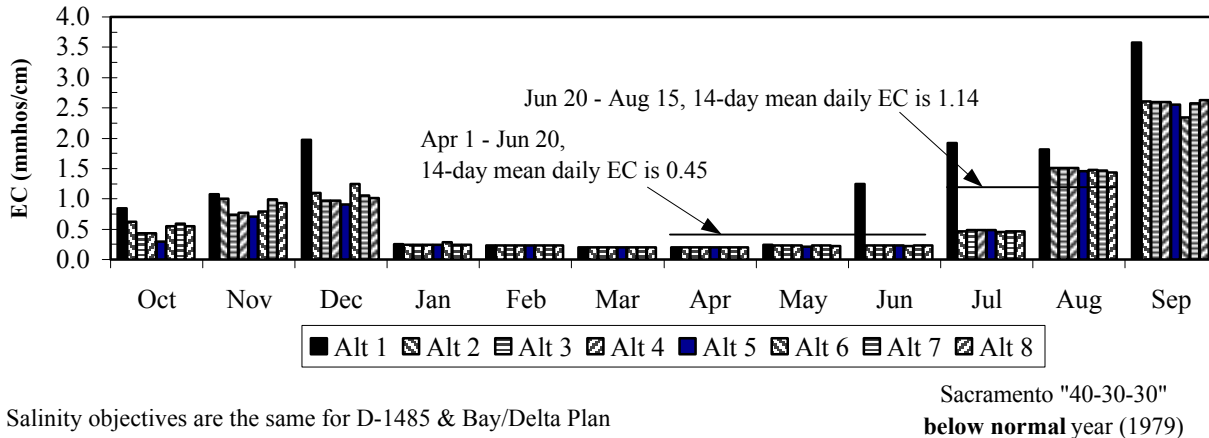 4.0
3.5
3.0
2.5
2.0
1.5
1.0
0.5
0.0
EC (mmhos/cm)
Jun 20 - Aug 15, 14-day mean daily EC is 1.14
Apr 1 - Jun 20,
14-day mean daily EC is 0.45
Oct Nov Dec Jan Feb Mar Apr May Jun Jul Aug Sep
Alt 1 Alt 2 Alt 3 Alt 4 Alt 5 Alt 6 Alt 7 Alt 8
Salinity objectives are the same for D-1485 & Bay/Delta Plan
Sacramento "40-30-30"
below normal year (1979)